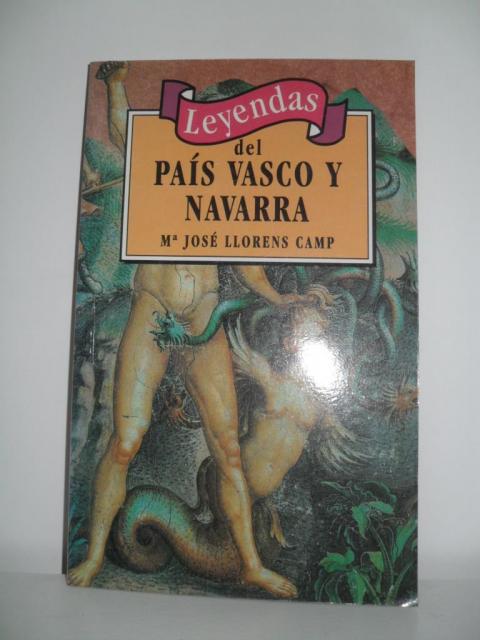 Leyendas
del
PAÍS VASCO Y
NAVARRA
Mª JOSÉ LLORENS CAMP